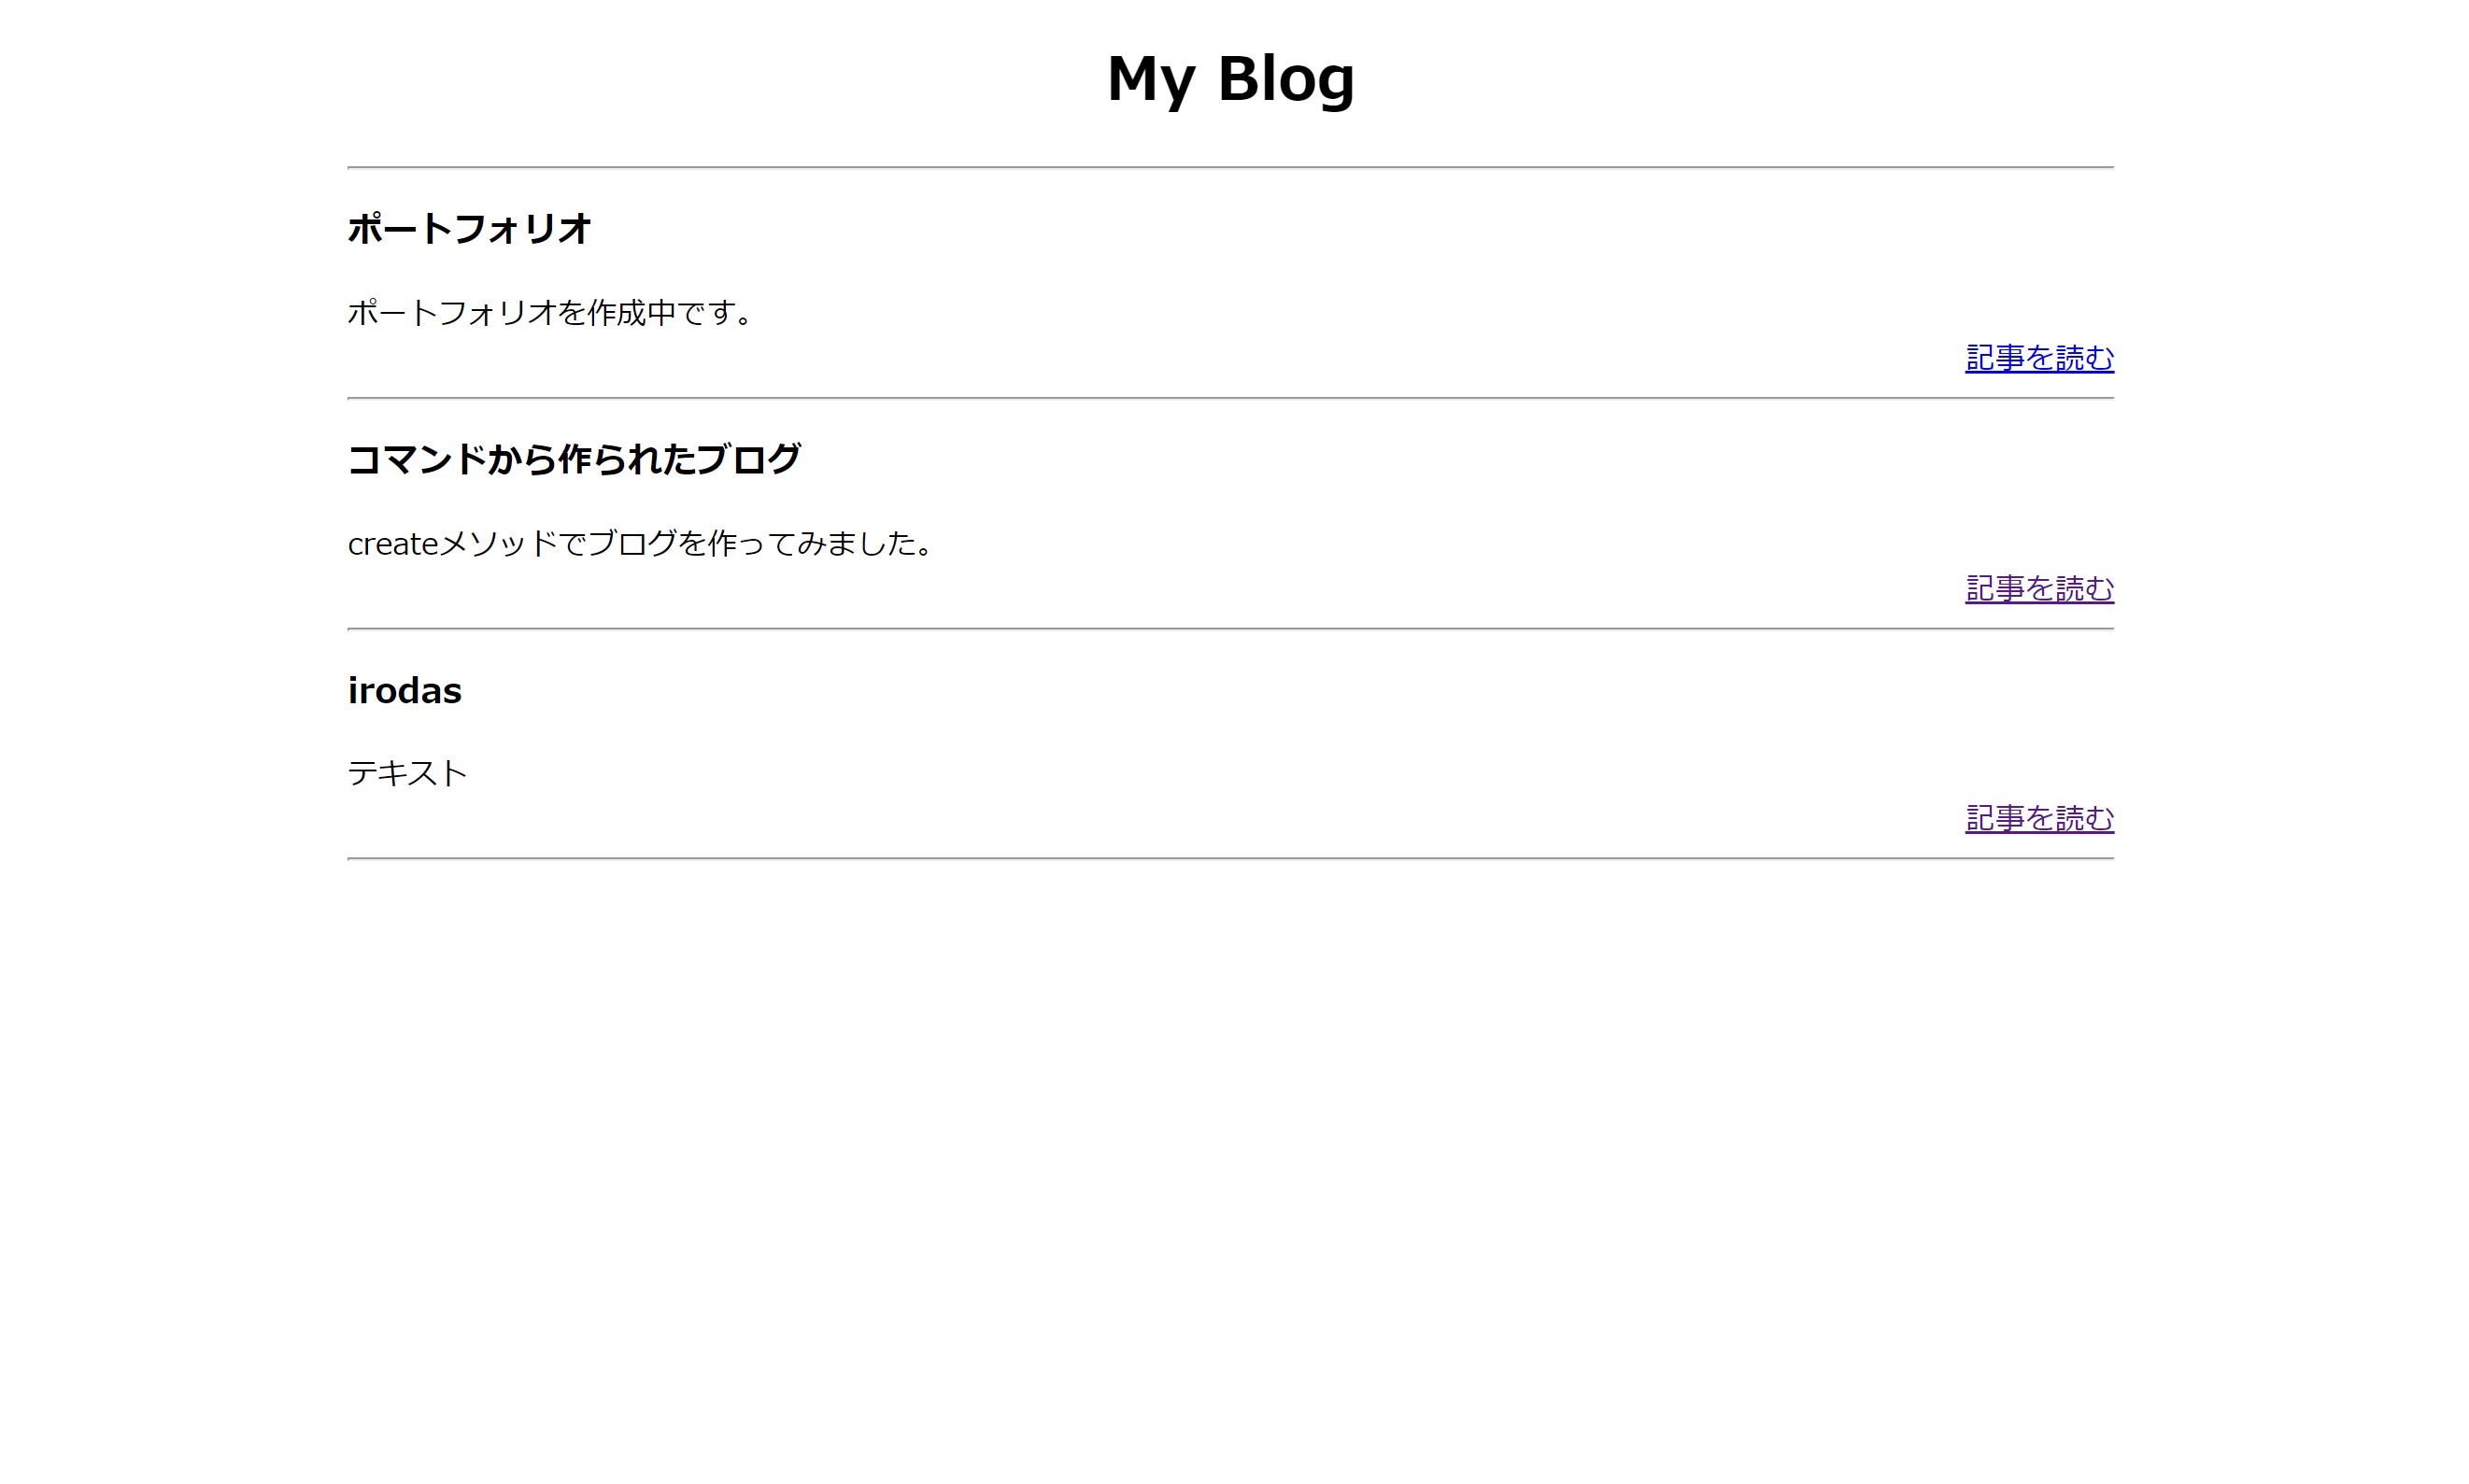 My Blog
ポートフォリオ
ポートフォリオを作成中です。
記事を読む
コマンドから作られたブログ
createメソッドでブログを作ってみました。
記事を読む
irodas
テキスト
記事を読む